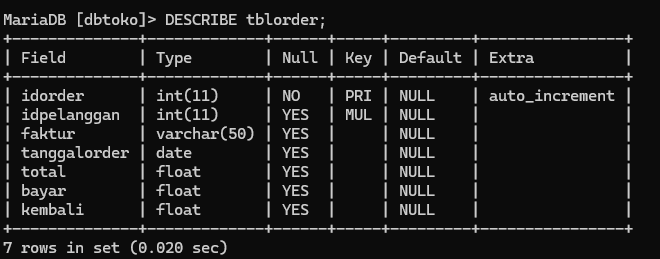 MariaDB [dbtoko]> DESCRIBE tblorder;
+--------------+-------------+------+-----+---------+----------------+
| Field        | Type        | Null | Key | Default | Extra          |
+--------------+-------------+------+-----+---------+----------------+
| idorder      | int(11)     | NO   | PRI | NULL    | auto_increment |
| idpelanggan  | int(11)     | YES  | MUL | NULL    |                |
| faktur       | varchar(50) | YES  |     | NULL    |                |
| tanggalorder | date        | YES  |     | NULL    |                |
| total        | float       | YES  |     | NULL    |                |
| bayar        | float       | YES  |     | NULL    |                |
| kembali      | float       | YES  |     | NULL    |                |
+--------------+-------------+------+-----+---------+----------------+
7 rows in set (0.020 sec)